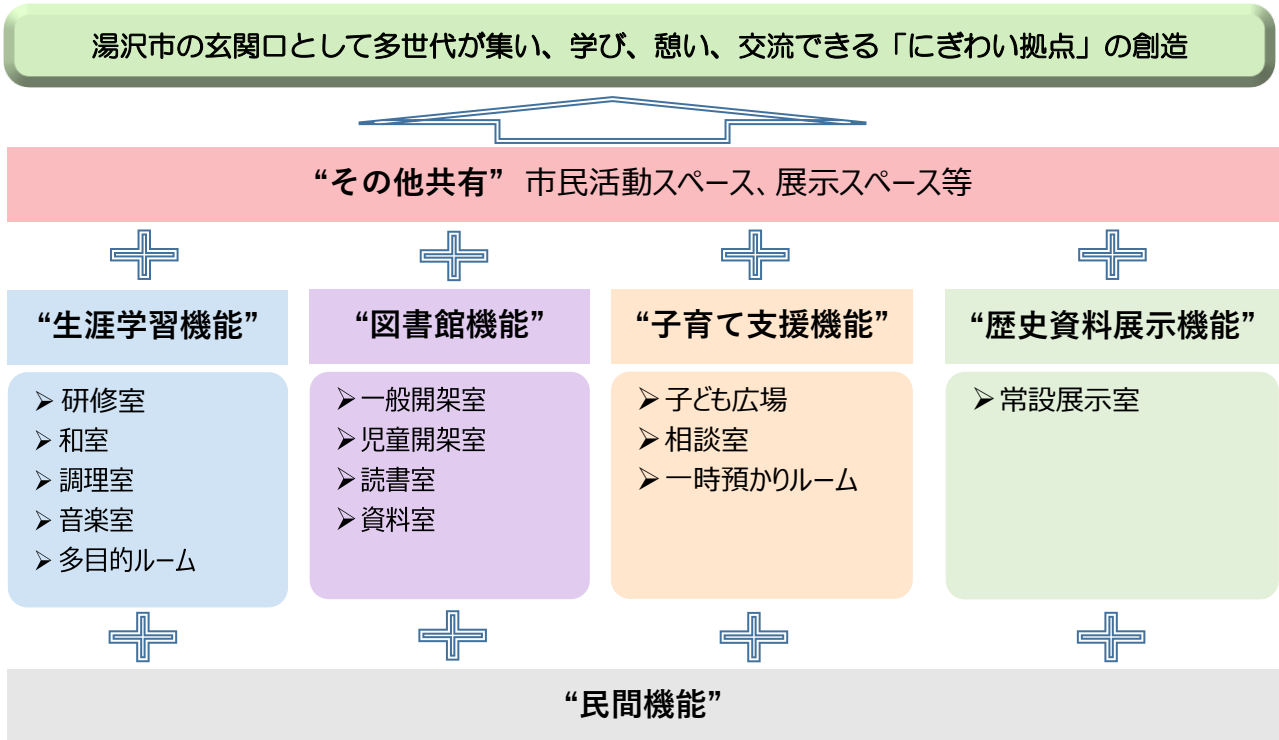 湯沢市の玄関口として多世代が集い、学び、憩い、交流できる「にぎわい拠点」の創造
“その他共有” 市民活動スペース、展示スペース等
“生涯学習機能”
➢ 研修室
➢ 和室
➢ 調理室
➢ 音楽室
➢ 多目的ルーム
“図書館機能”
➢ 一般開架室
➢ 児童開架室
➢ 読書室
➢ 資料室
“子育て支援機能”
➢ 子ども広場
➢ 相談室
➢ 一時預かりルーム
“歴史資料展示機能”
➢ 常設展示室
“民間機能”